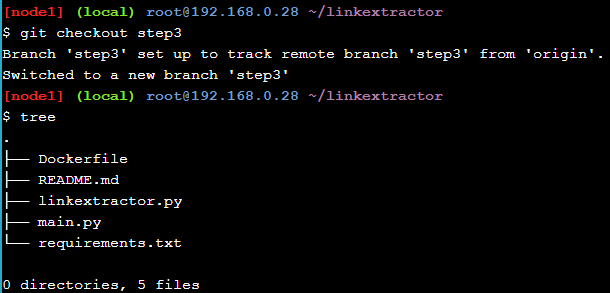 [node1] (local) root@192.168.0.28 ~/linkextractor
$ git checkout step3
Branch 'step3' set up to track remote branch 'step3' from 'origin'.
Switched to a new branch 'step3'
[node1] (local) root@192.168.0.28 ~/linkextractor
$ tree
.
├── Dockerfile
├── README.md
├── linkextractor.py
├── main.py
└── requirements.txt
0 directories, 5 files